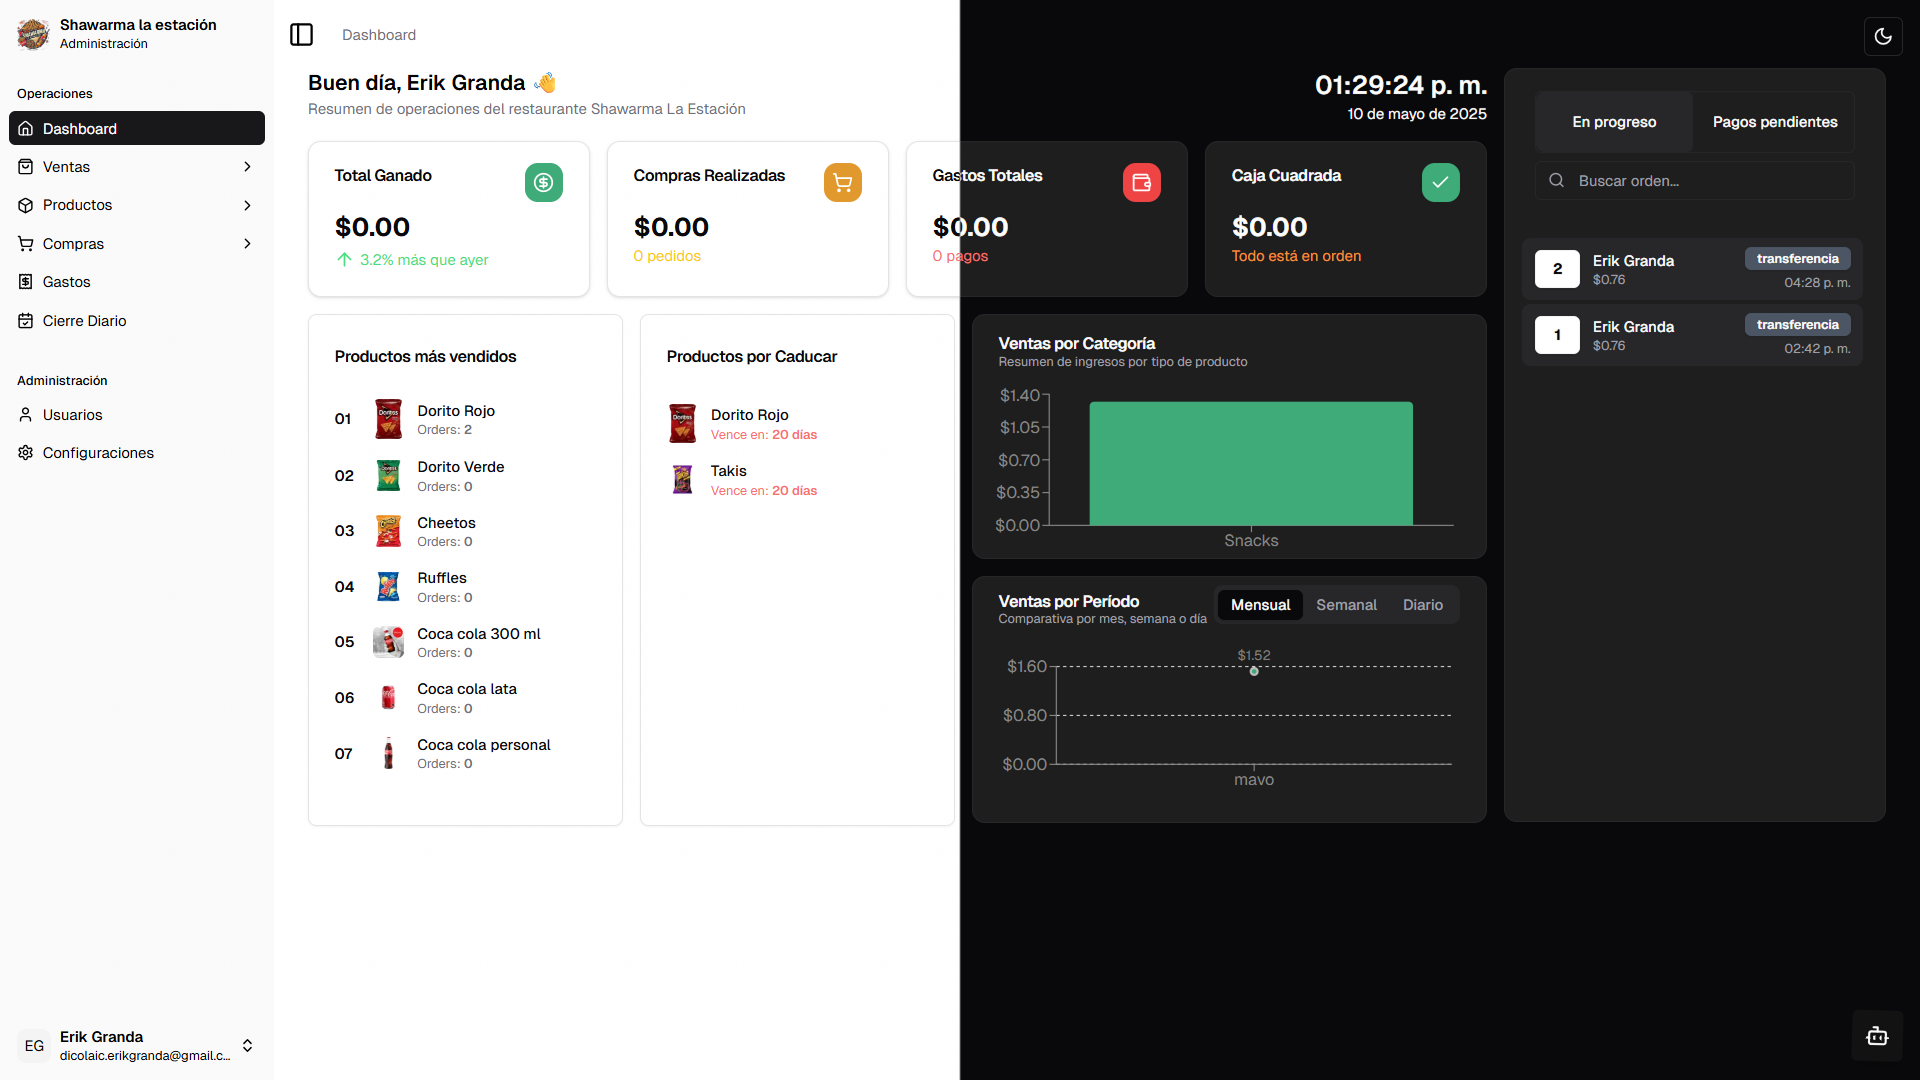 Shawarma la estación
Administración
Operaciones
Dashboard
Ventas
Productos
Compras
Gastos
Cierre Diario
Administración
Usuarios
Configuraciones
EG
Erik Granda
dicolaic.erikgranda@gmail.c...
Dashboard
Buen día, Erik Granda 👋
Resumen de operaciones del restaurante Shawarma La Estación
01:29:24 p. m.
10 de mayo de 2025
Total Ganado
$0.00
3.2% más que ayer
Compras Realizadas
$0.00
0 pedidos
Gastos Totales
$0.00
0 pagos
Caja Cuadrada
$0.00
Todo está en orden
Productos más vendidos
01
Dorito Rojo
Orders: 2
02
Dorito Verde
Orders: 0
03
Cheetos
Orders: 0
04
Ruffles
Orders: 0
05
Coca cola 300 ml
Orders: 0
06
Coca cola lata
Orders: 0
07
Coca cola personal
Orders: 0
Productos por Caducar
Dorito Rojo
Vence en: 20 días
Takis
Vence en: 20 días
Ventas por Categoría
Resumen de ingresos por tipo de producto
$1.40
$1.05
$0.70
$0.35
$0.00
Snacks
Ventas por Período
Comparativa por mes, semana o día
Mensual
Semanal
Diario
$1.52
$1.60
$0.80
$0.00
mayo
En progreso
Pagos pendientes
Buscar orden...
2
Erik Granda
$0.76
transferencia
04:28 p. m.
1
Erik Granda
$0.76
transferencia
02:42 p. m.